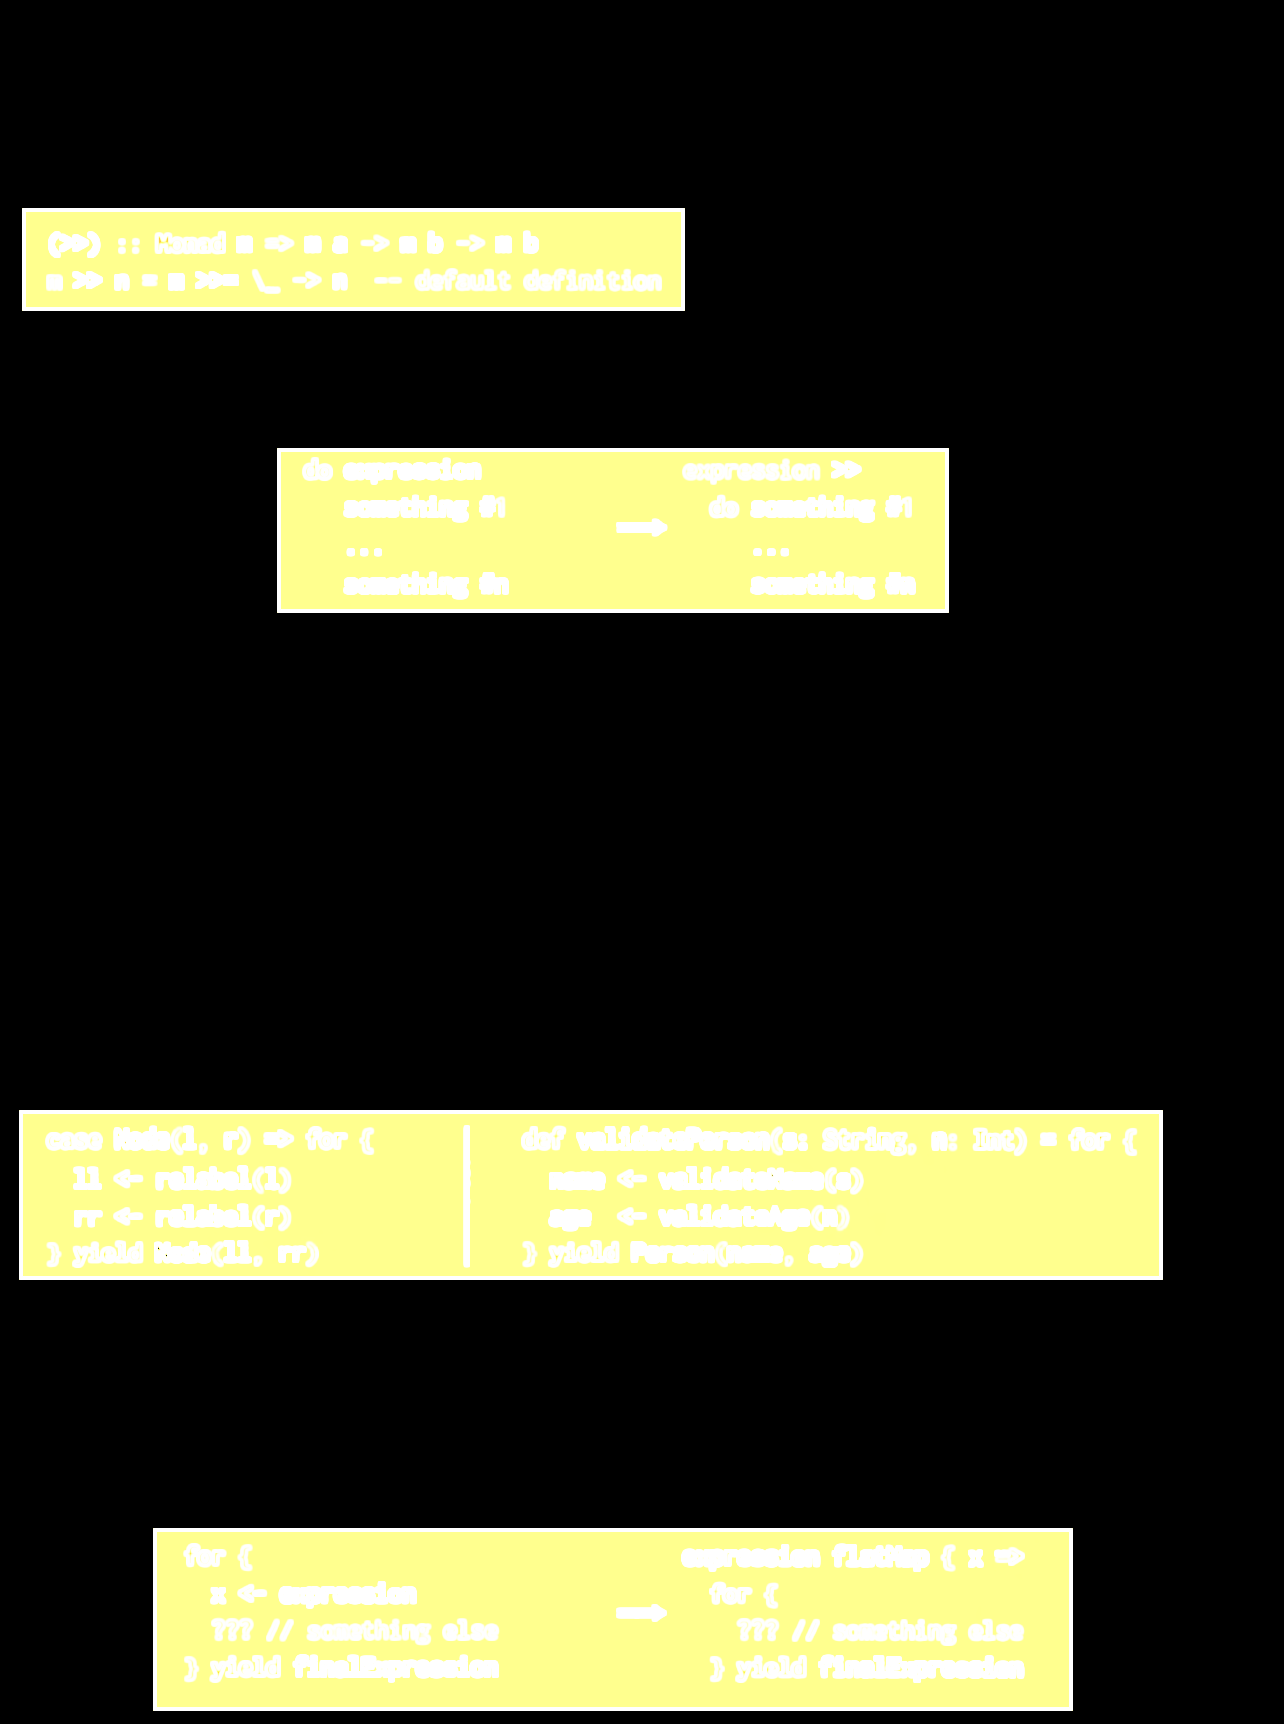 (>>) :: Monad m => m a -> m b -> m b
m >> n = m >>= \_ -> n  -- default definition
do expression
   something #1
   ...
   something #n
expression >>
  do something #1
     ...
     something #n
case Node(l, r) => for {
  ll <- relabel(l)
  rr <- relabel(r)
} yield Node(ll, rr)
def validatePerson(s: String, n: Int) = for {
  name <- validateName(s)
  age  <- validateAge(n)
} yield Person(name, age)
for {
  x <- expression
  ??? // something else
} yield finalExpression
expression flatMap { x =>
  for {
    ??? // something else
  } yield finalExpression